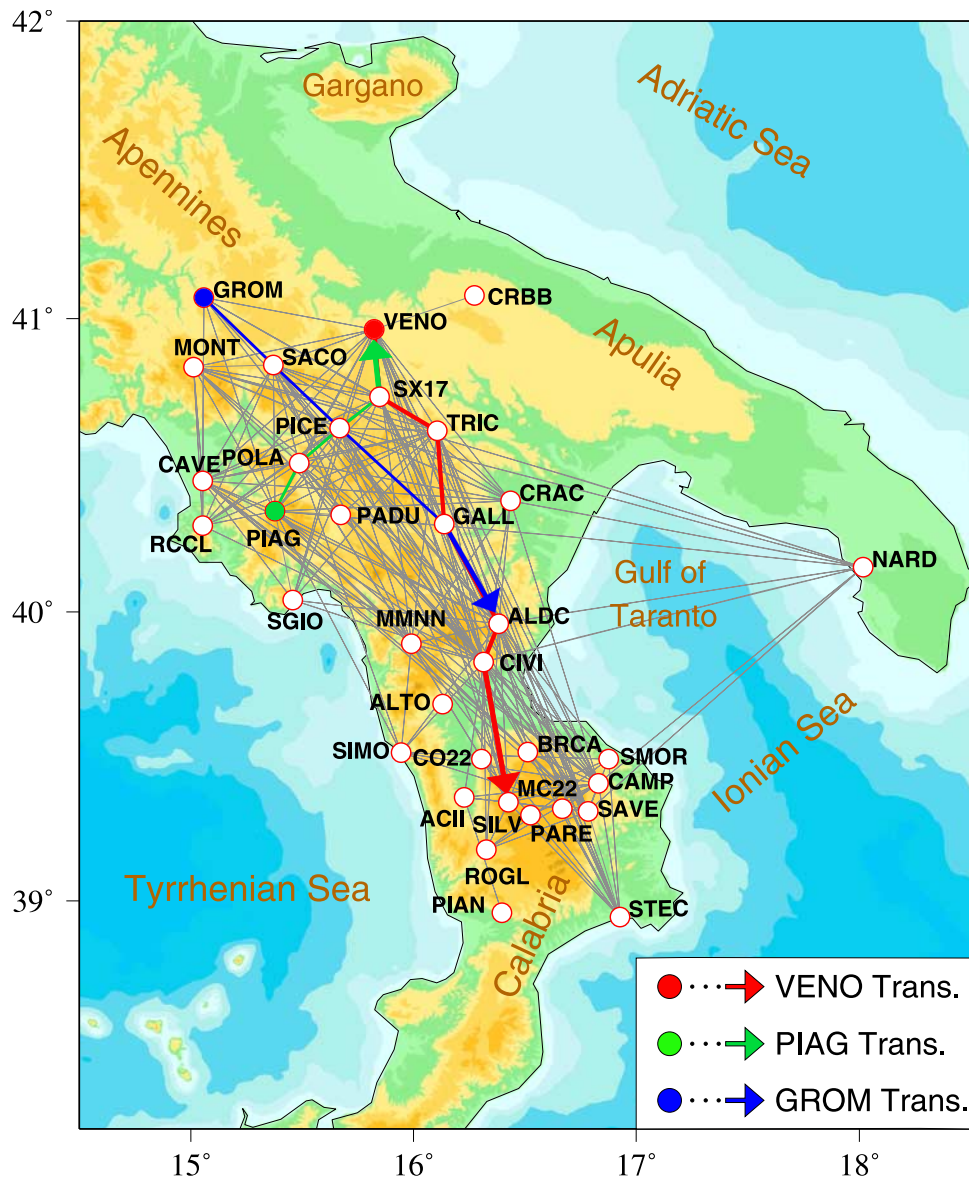 42°
Gargano
Adriatic Sea
Apennines
GROM
CRBB
41°
VENO
MONT
SACO
Apulia
SX17
PICE
TRIC
CAVE
POLA
CRAC
PADU
GALL
RCCL
PIAG
NARD
Gulf of
Taranto
40°
SGIO
MMNN
ALDC
CIVI
ALTO
Ionian Sea
SIMO
CO22
BRCA
SMOR
MC22
CAMP
ACII
SILV
PARE
SAVE
ROGL
Tyrrhenian Sea
39°
PIAN
STEC
Calabria
VENO Trans.
PIAG Trans.
GROM Trans.
15°
16°
17°
18°